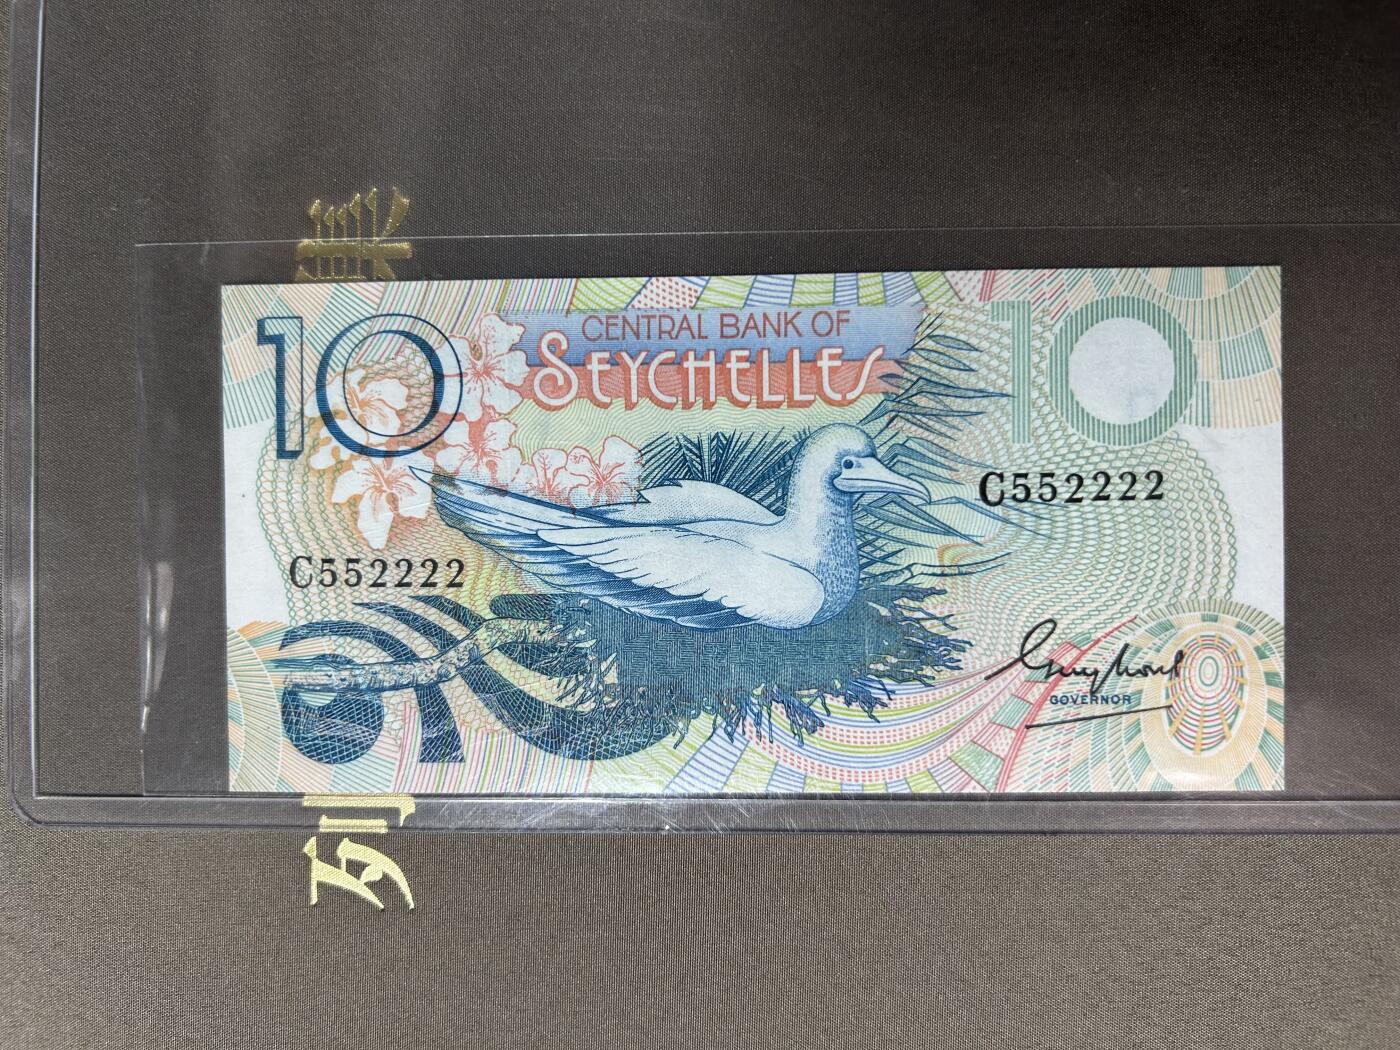 10
CENTRAL BANK OF
SEYCHELLES
10
C552222
C552222
GOVERNOR